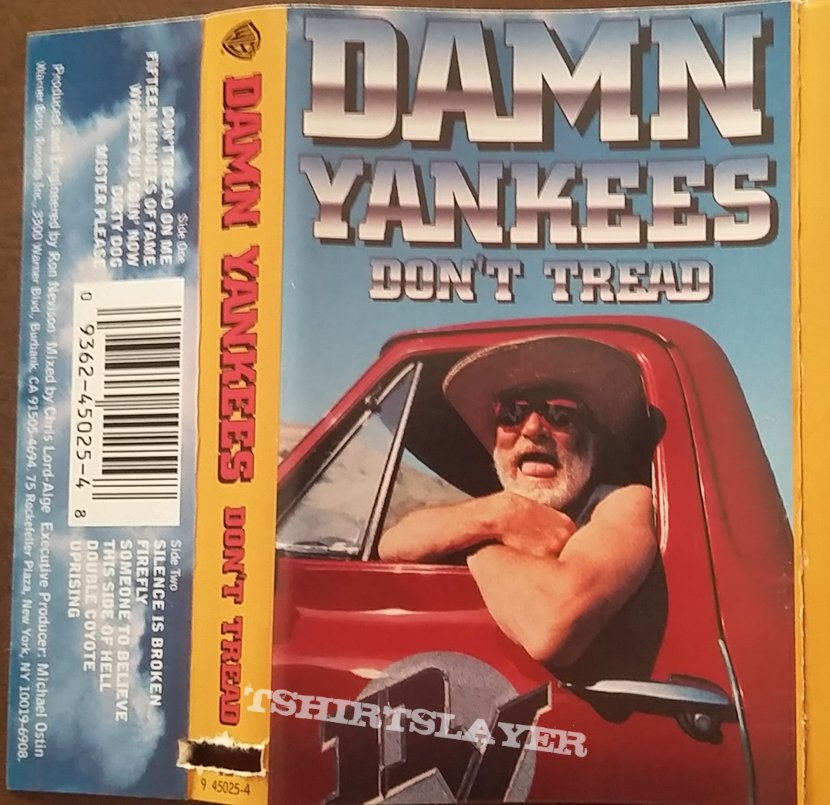 DAMN
YANKEES
DON'T TREAD
TSHIRTSLAYER
DAMN YANKEES DON'T TREAD
9 45025-4
Side One
DON'T TREAD ON ME
FIFTEEN MINUTES OF FAME
WHERE YOU GOIN' NOW
DIRTY DOG
MISTER PLEASE
0 9362-45025-4 8
Side Two
SILENCE IS BROKEN
FIREFLY
SOMEONE TO BELIEVE
THIS SIDE OF HELL
DOUBLE COYOTE
UPRISING
Produced and Engineered by Ron Nevison Mixed by Chris Lord-Alge Executive Producer: Michael Ostin
Warner Bros. Records Inc., 3300 Warner Blvd., Burbank, CA 91505-4694. 75 Rockefeller Plaza, New York, NY 10019-6908.